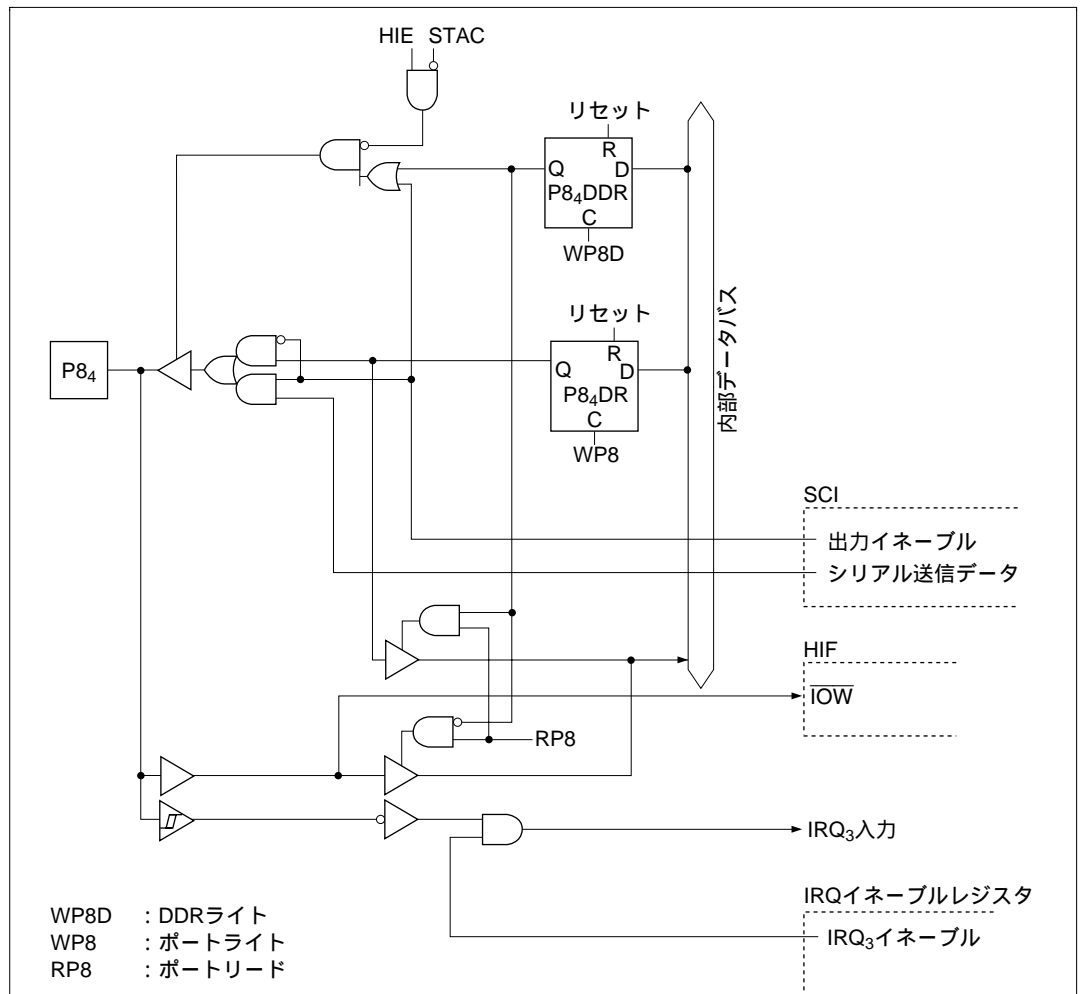 HIE STAC
リセット
R
Q D
P84DDR
C
WP8D
リセット
R
Q D
P84DR
C
WP8
P84
内部データバス
SCI
出力イネーブル
シリアル送信データ
HIF
IOW
RP8
IRQ3入力
IRQイネーブルレジスタ
IRQ3イネーブル
WP8D :DDRライト
WP8 :ポートライト
RP8 :ポートリード